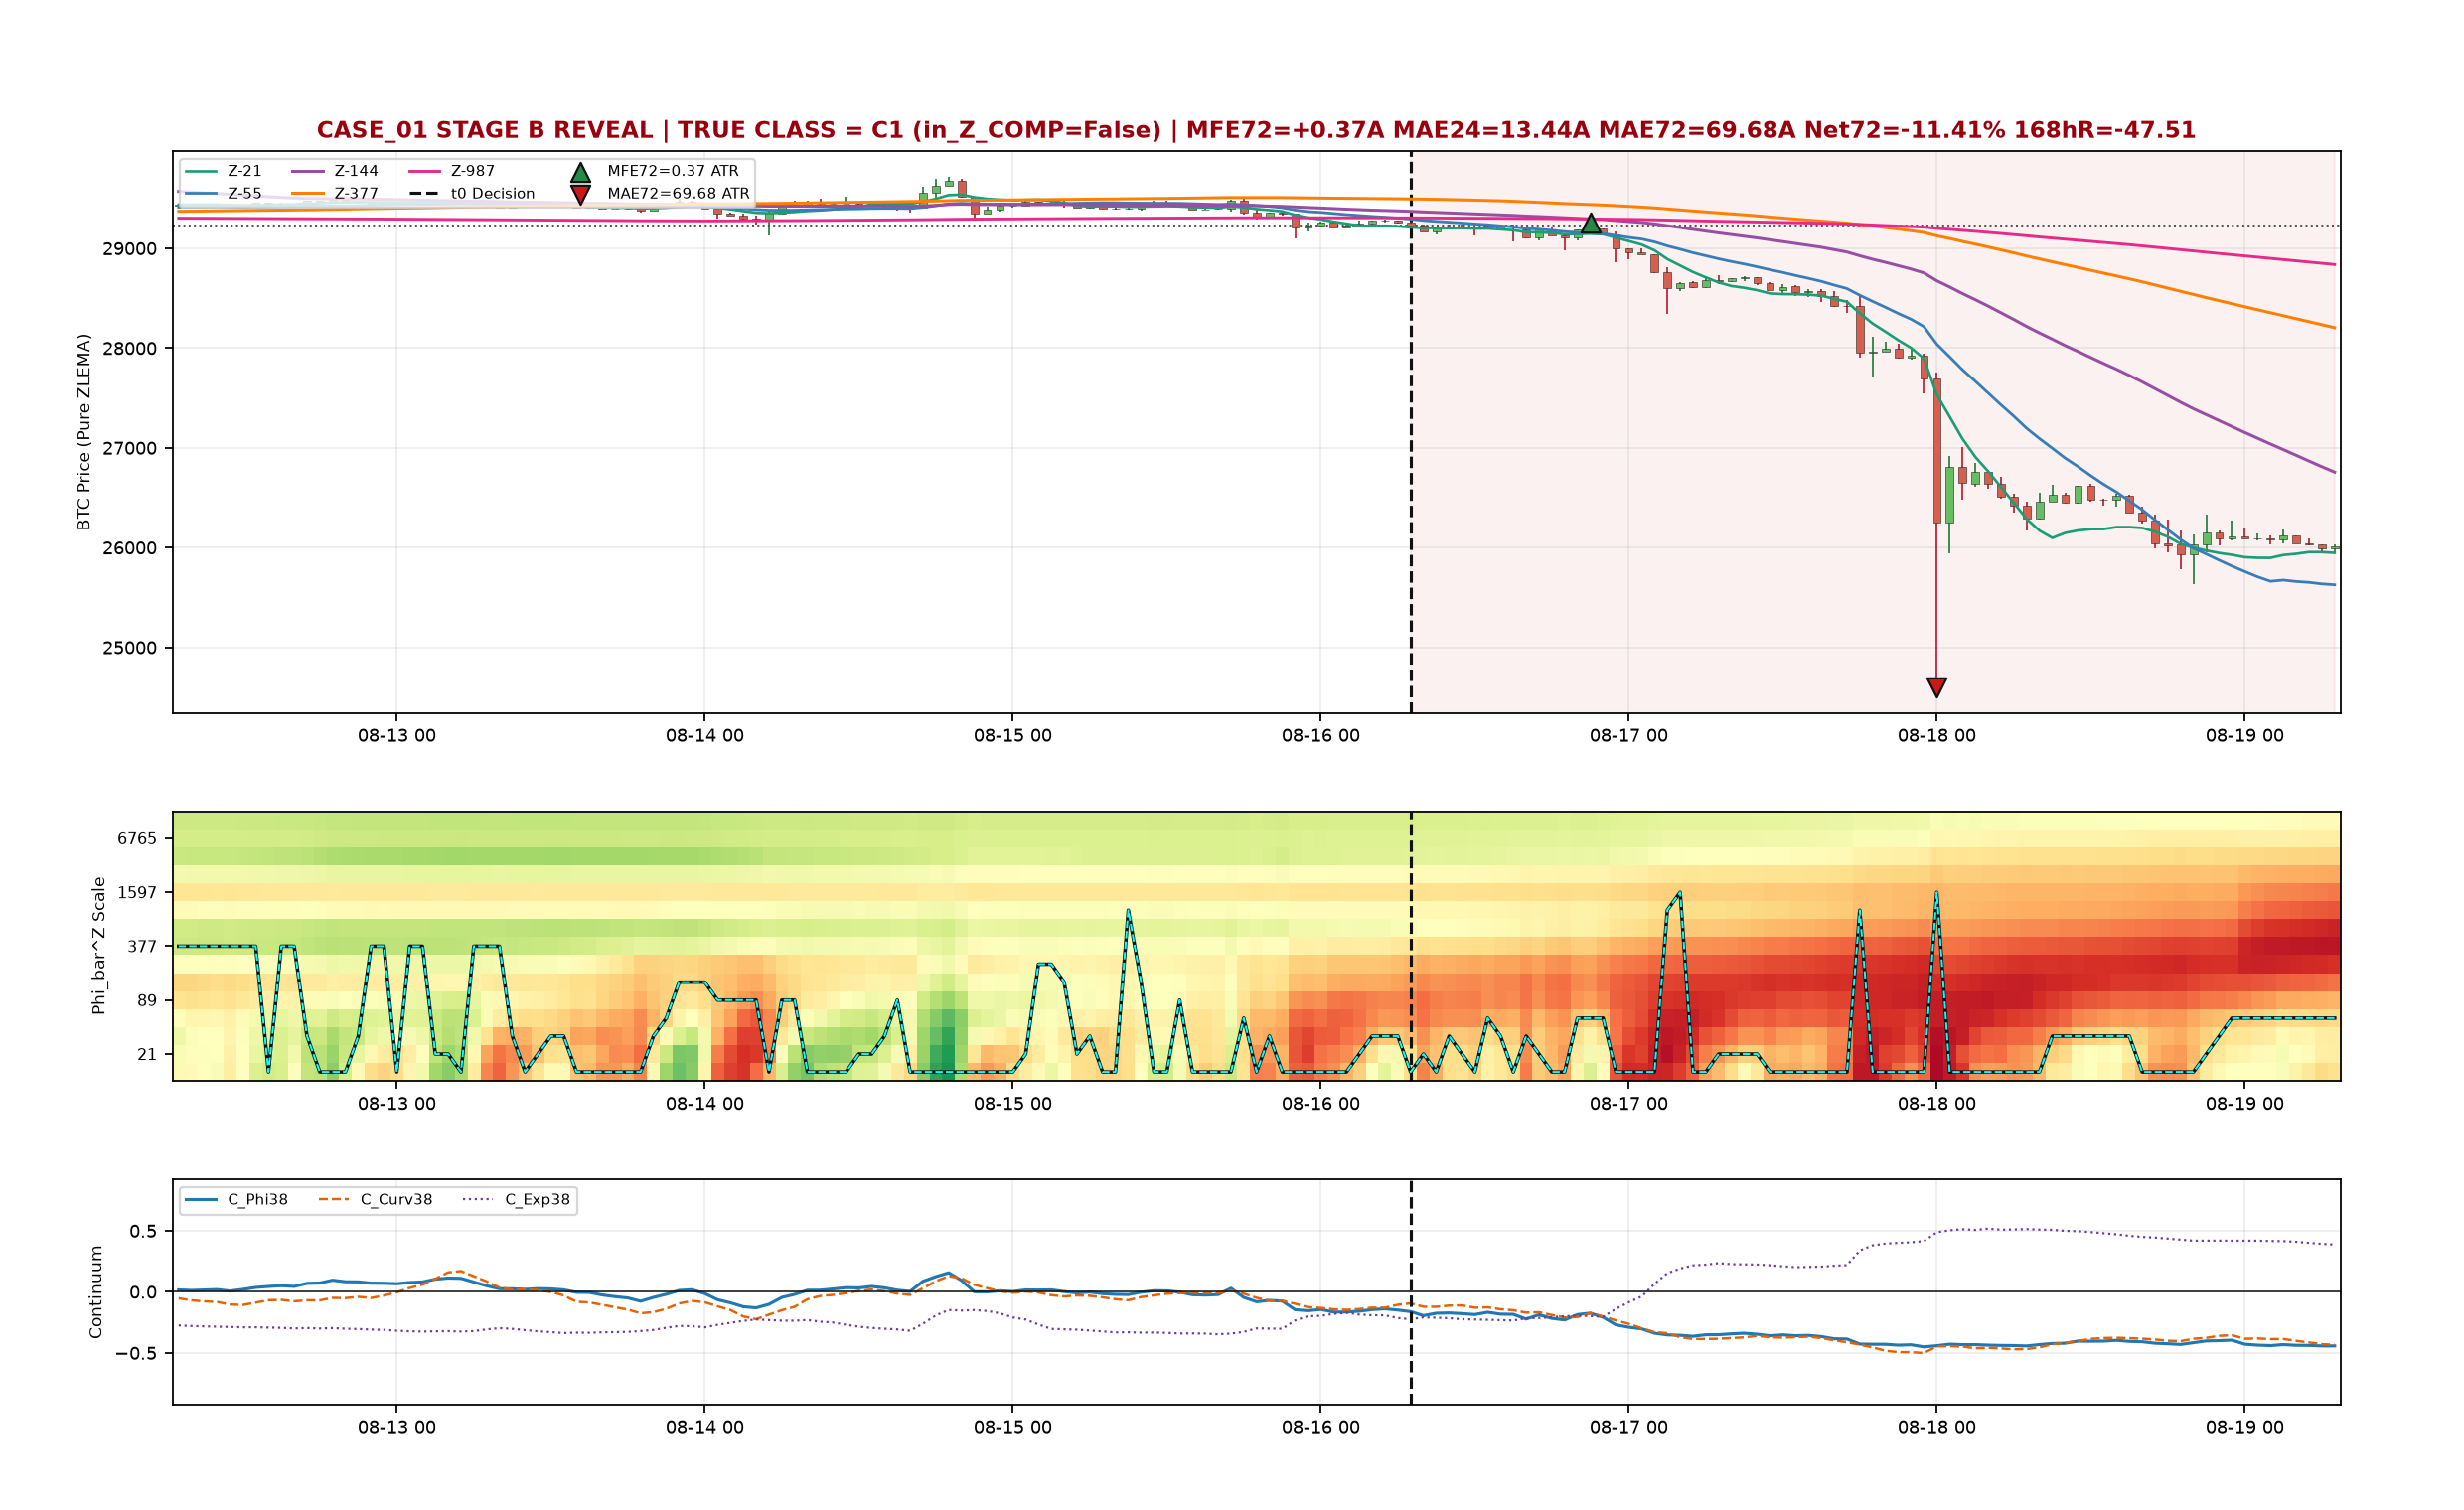 CASE_01 STAGE B REVEAL | TRUE CLASS = C1 (in_Z_COMP=False) | MFE72=+0.37A MAE24=13.44A MAE72=69.68A Net72=-11.41% 168hR=-47.51
Z-21 Z-144 Z-987 MFE72=0.37 ATR
Z-55 Z-377 t0 Decision MAE72=69.68 ATR
BTC Price (Pure ZLEMA)
29000
28000
27000
26000
25000
08-13 00 08-14 00 08-15 00 08-16 00 08-17 00 08-18 00 08-19 00
Phi_bar^Z Scale
6765
1597
377
89
21
08-13 00 08-14 00 08-15 00 08-16 00 08-17 00 08-18 00 08-19 00
C_Phi38 C_Curv38 C_Exp38
Continuum
0.5
0.0
−0.5
08-13 00 08-14 00 08-15 00 08-16 00 08-17 00 08-18 00 08-19 00